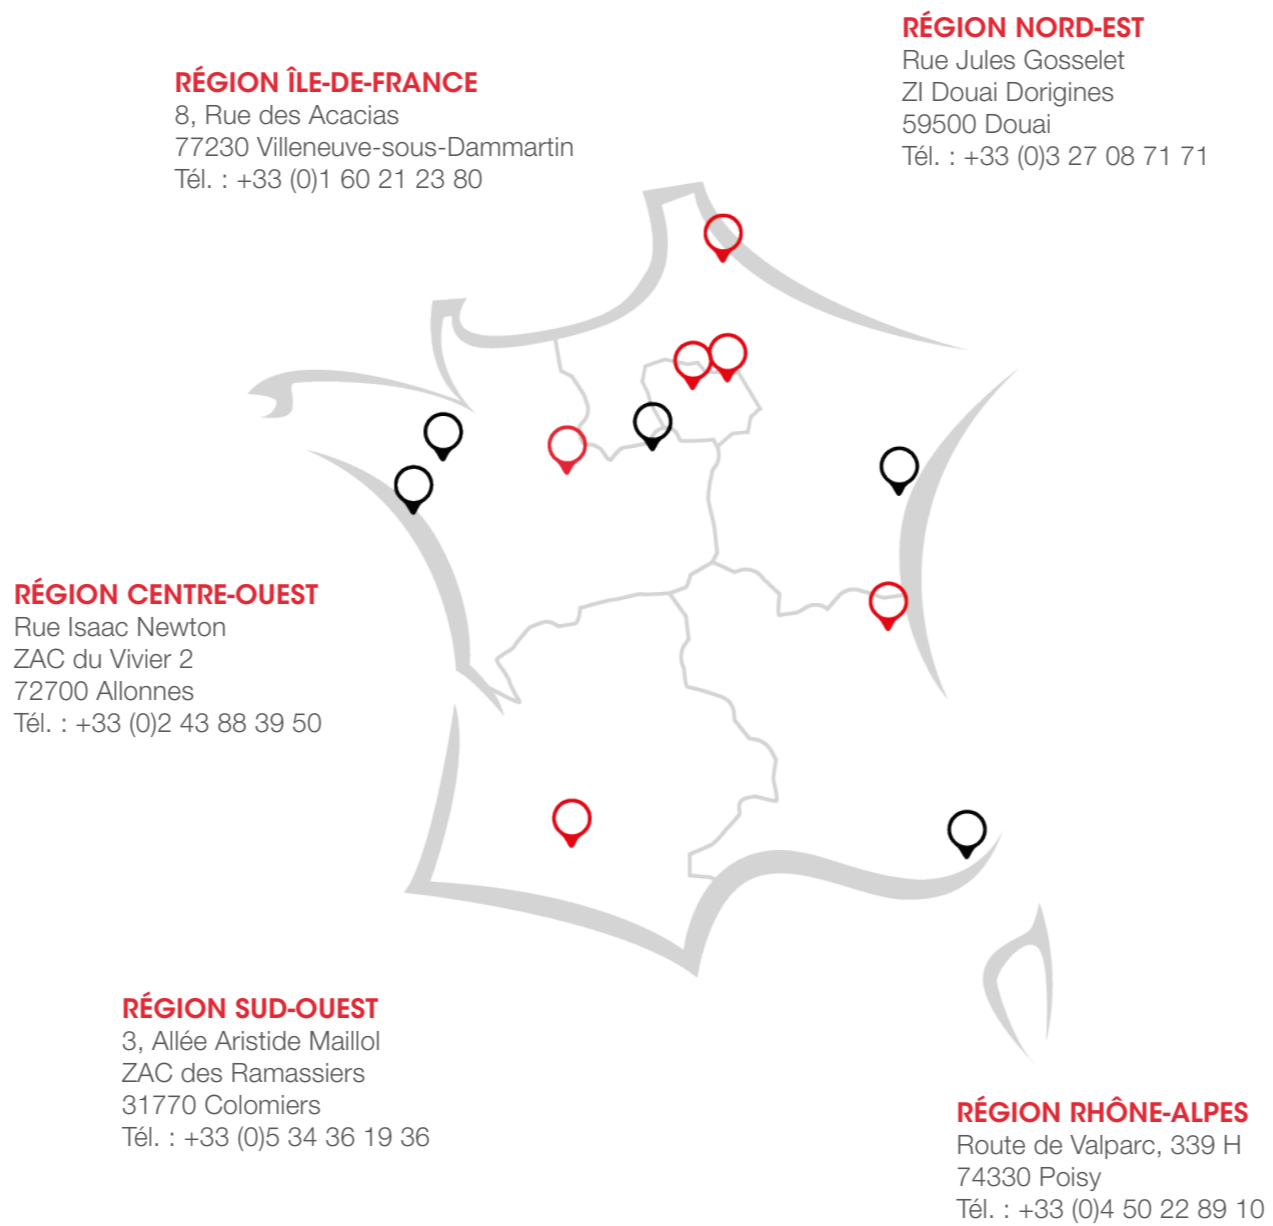 RÉGION NORD-EST
Rue Jules Gosselet
ZI Douai Dorigines
59500 Douai
Tél. : +33 (0)3 27 08 71 71
RÉGION ÎLE-DE-FRANCE
8, Rue des Acacias
77230 Villeneuve-sous-Dammartin
Tél. : +33 (0)1 60 21 23 80
RÉGION CENTRE-OUEST
Rue Isaac Newton
ZAC du Vivier 2
72700 Allonnes
Tél. : +33 (0)2 43 88 39 50
RÉGION SUD-OUEST
3, Allée Aristide Maillol
ZAC des Ramassiers
31770 Colomiers
Tél. : +33 (0)5 34 36 19 36
RÉGION RHÔNE-ALPES
Route de Valparc, 339 H
74330 Poisy
Tél. : +33 (0)4 50 22 89 10